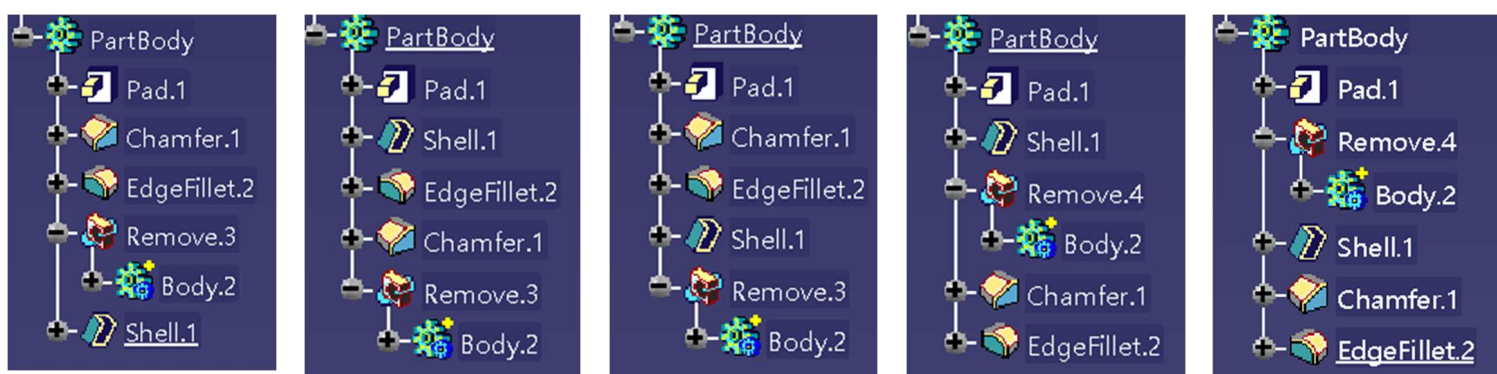 PartBody
Pad.1
Chamfer.1
EdgeFillet.2
Remove.3
Body.2
Shell.1
PartBody
Pad.1
Shell.1
EdgeFillet.2
Chamfer.1
Remove.3
Body.2
PartBody
Pad.1
Chamfer.1
EdgeFillet.2
Shell.1
Remove.3
Body.2
PartBody
Pad.1
Shell.1
Remove.4
Body.2
Chamfer.1
EdgeFillet.2
PartBody
Pad.1
Remove.4
Body.2
Shell.1
Chamfer.1
EdgeFillet.2